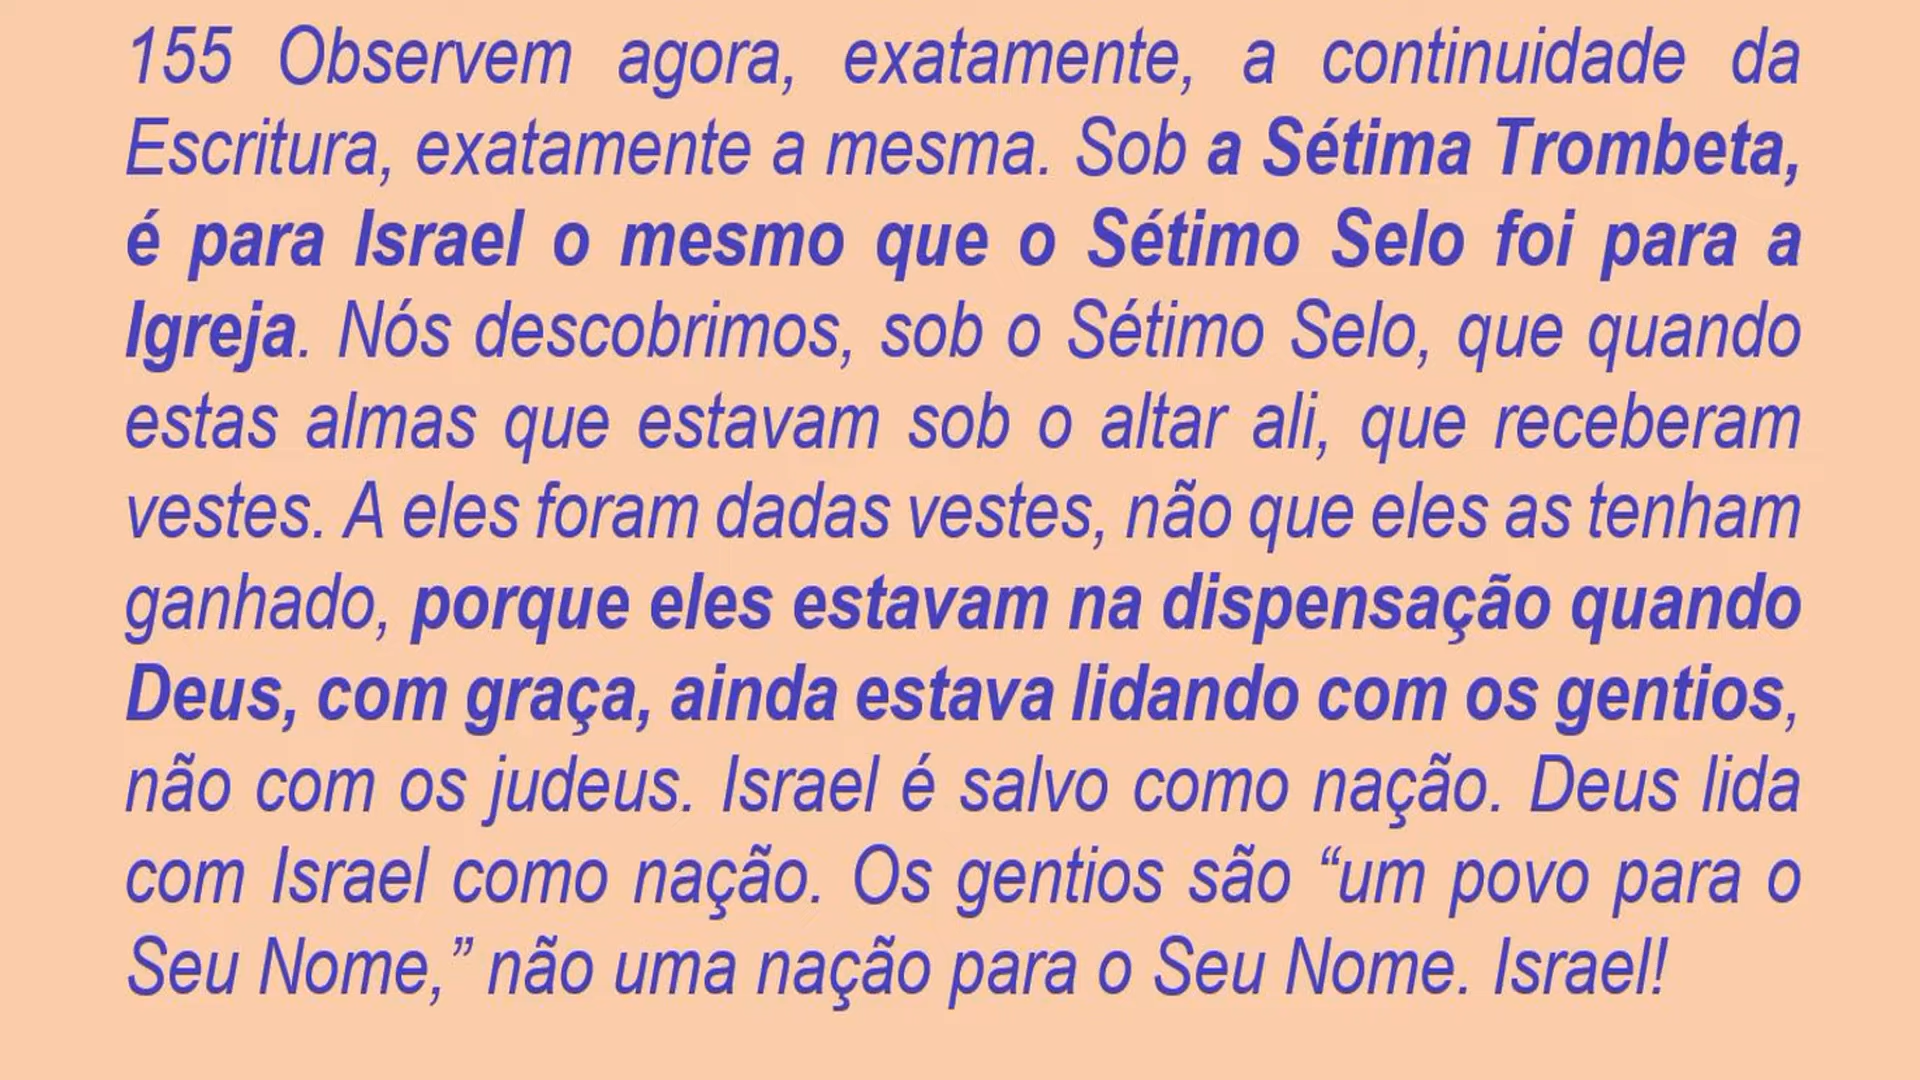 155 Observem agora, exatamente, a continuidade da
Escritura, exatamente a mesma. Sob a Sétima Trombeta,
é para Israel o mesmo que o Sétimo Selo foi para a
Igreja. Nós descobrimos, sob o Sétimo Selo, que quando
estas almas que estavam sob o altar ali, que receberam
vestes. A eles foram dadas vestes, não que eles as tenham
ganhado, porque eles estavam na dispensação quando
Deus, com graça, ainda estava lidando com os gentios,
não com os judeus. Israel é salvo como nação. Deus lida
com Israel como nação. Os gentios são “um povo para o
Seu Nome,” não uma nação para o Seu Nome. Israel!